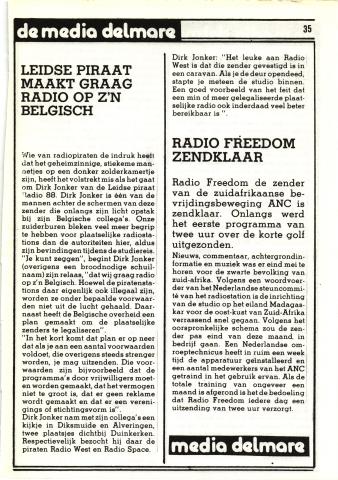 de media delmare 35
LEIDSE PIRAAT
MAAKT GRAAG
RADIO OP Z'N
BELGISCH
Wie van radiopiraten de indruk heeft
dat het geheimzinnige, stiekeme man-
netjes op een donker zolderkamertje
zijn, heeft het volstrekt mis als het gaat
om Dirk Jonker van de Leidse piraat
"adio 88. Dirk Jonker is één van de
mannen achter de schermen van deze
zender die onlangs zijn licht opstak
bij zijn Belgische collega's. Onze
zuiderburen bleken veel meer begrip
te hebben voor plaatselijke radiosta-
tions dan de autoriteiten hier, aldus
zijn bevindingen tijdens de studiereis.
"Je kunt zeggen", begint Dirk Jonker
(overigens een broodnodige schuil-
naam) zijn relaas, "dat wij graag radio
op z'n Belgisch. Hoewel de piratensta-
tions daar eigenlijk ook illegaal zijn,
worden ze onder bepaalde voorwaar-
den niet uit de lucht gehaald. Daar-
naast heeft de Belgische overheid een
plan gemaakt om de plaatselijke
zenders te legaliseren".
"In het kort komt dat plan er op neer
dat als je aan een aantal voorwaarden
voldoet, die overigens steeds strenger
worden, je mag uitzenden. Die voor-
waarden zijn bijvoorbeeld dat de
programma's door vrijwilligers moet-
en worden gemaakt, dat het vermogen
niet te groot is, dat er geen reklame
wordt gemaakt en dat er een vereni-
gings of stichtingsvorm is".
Dirk Jonker nam met zijn collega's een
kijkje in Diksmuide en Alveringen,
twee plaatsjes dichtbij Duinkerken.
Respectievelijk bezocht hij daar de
piraten Radio West en Radio Space.
Dirk Jonker: "Het leuke aan Radio
West is dat die zender gevestigd is in
een caravan. Als je de deur opendeed,
stapte je meteen de studio binnen.
Een goed voorbeeld van het feit dat
een min of meer gelegaliseerde plaat-
selijke radio ook inderdaad veel beter
bereikbaar is ".
RADIO FREEDOM
ZENDKLAAR
Radio Freedom de zender
van de zuidafrikaanse be-
vrijdingsbeweging ANC is
zendklaar. Onlangs werd
het eerste programma van
twee uur over de korte golf
uitgezonden.
Nieuws, commentaar, achtergrondin-
formatie en muziek was er eind mei te
horen voor de zwarte bevolking van
zuid-afrika. Volgens een woordvoer-
der van het Nederlandse steuncomi-
té van het radiostation is de inrichting
van de studio op het eiland Madagas-
kar voor de oost-kust van Zuid-Afrika
verrassend snel gegaan. Volgens het
oorspronkelijke schema zou de zen-
der pas eind van deze maand, in
bedrijf gaan. Een Nederlandse om-
roeptechnicus heeft in ruim een week
tijd de apparatuur geïnstalleerd en
een aantal medewerkers van het ANC
getraind in het gebruik ervan. Als de
totale training van ongeveer een
maand is afgerond is het de bedoeling
dat Radio Freedom iedere dag een
uitzending van twee uur verzorgt.
media delmare